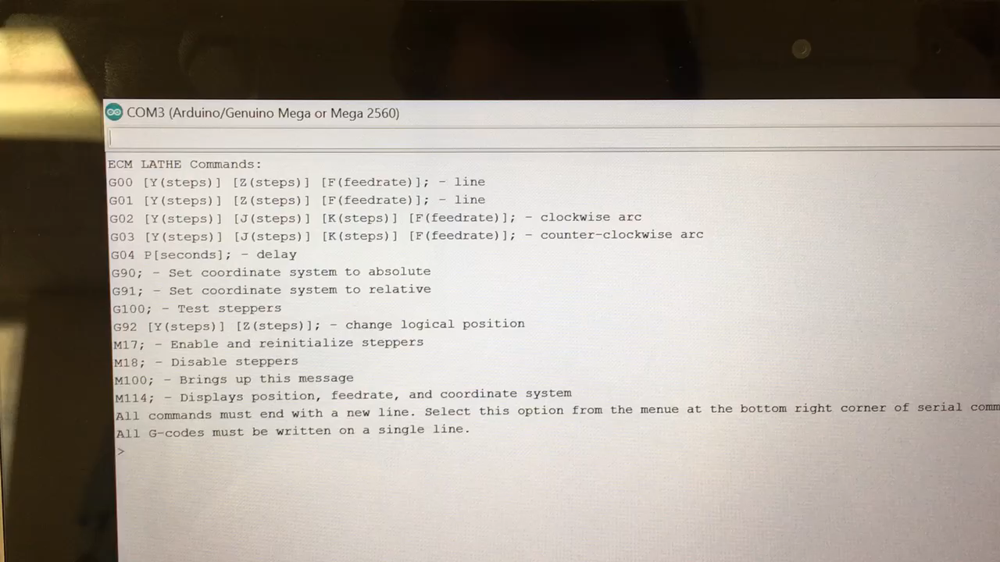 COM3 (Arduino/Genuino Mega or Mega 2560)
ECM LATHE Commands:
G00 [Y(steps)] [Z(steps)] [F(feedrate)]; - line
G01 [Y(steps)] [Z(steps)] [F(feedrate)]; - line
G02 [Y(steps)] [J(steps)] [K(steps)] [F(feedrate)]; - clockwise arc
G03 [Y(steps)] [J(steps)] [K(steps)] [F(feedrate)]; - counter-clockwise arc
G04 P[seconds]; - delay
G90; - Set coordinate system to absolute
G91; - Set coordinate system to relative
G100; - Test steppers
G92 [Y(steps)] [Z(steps)]; - change logical position
M17; - Enable and reinitialize steppers
M18; - Disable steppers
M100; - Brings up this message
M114; - Displays position, feedrate, and coordinate system
All commands must end with a new line. Select this option from the menue at the bottom right corner of serial
All G-codes must be written on a single line.
>